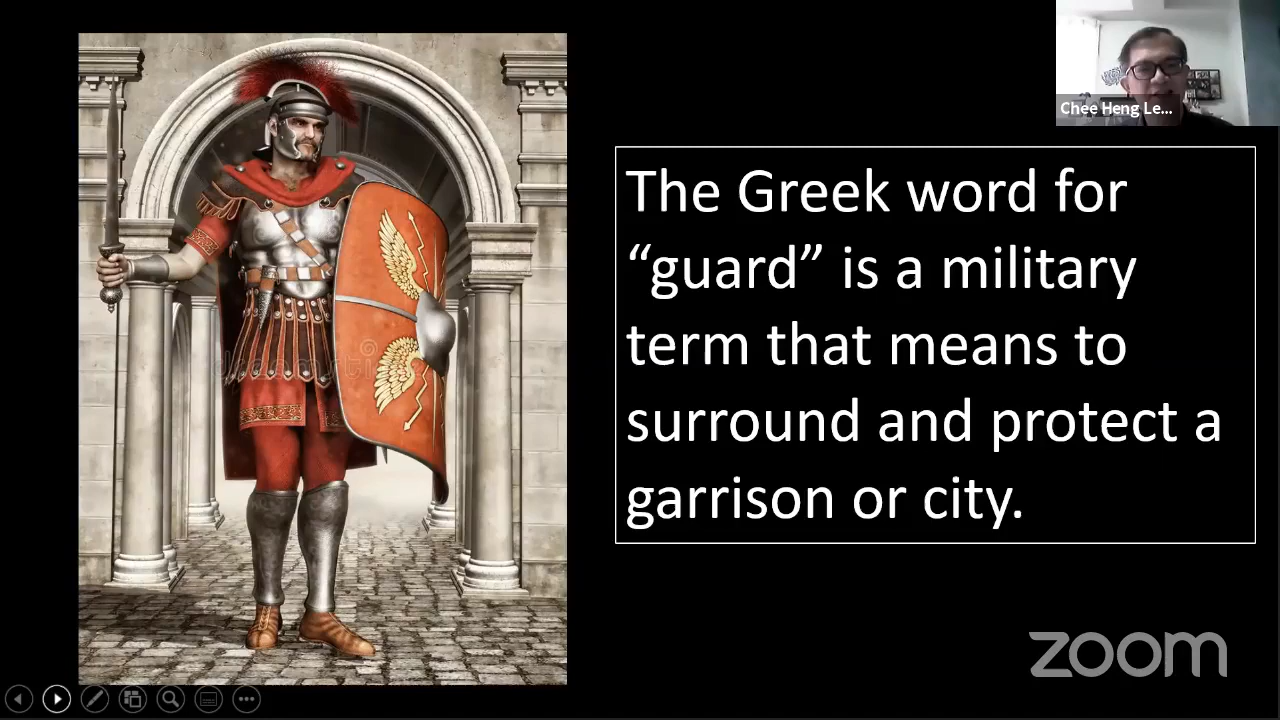 Chee Heng Le...
The Greek word for
“guard” is a military
term that means to
surround and protect a
garrison or city.
zoom